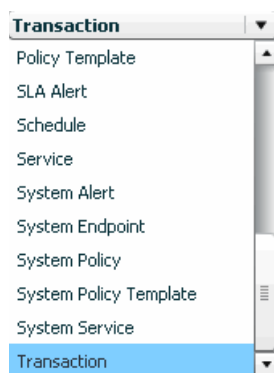 Transaction
Policy Template
SLA Alert
Schedule
Service
System Alert
System Endpoint
System Policy
System Policy Template
System Service
Transaction